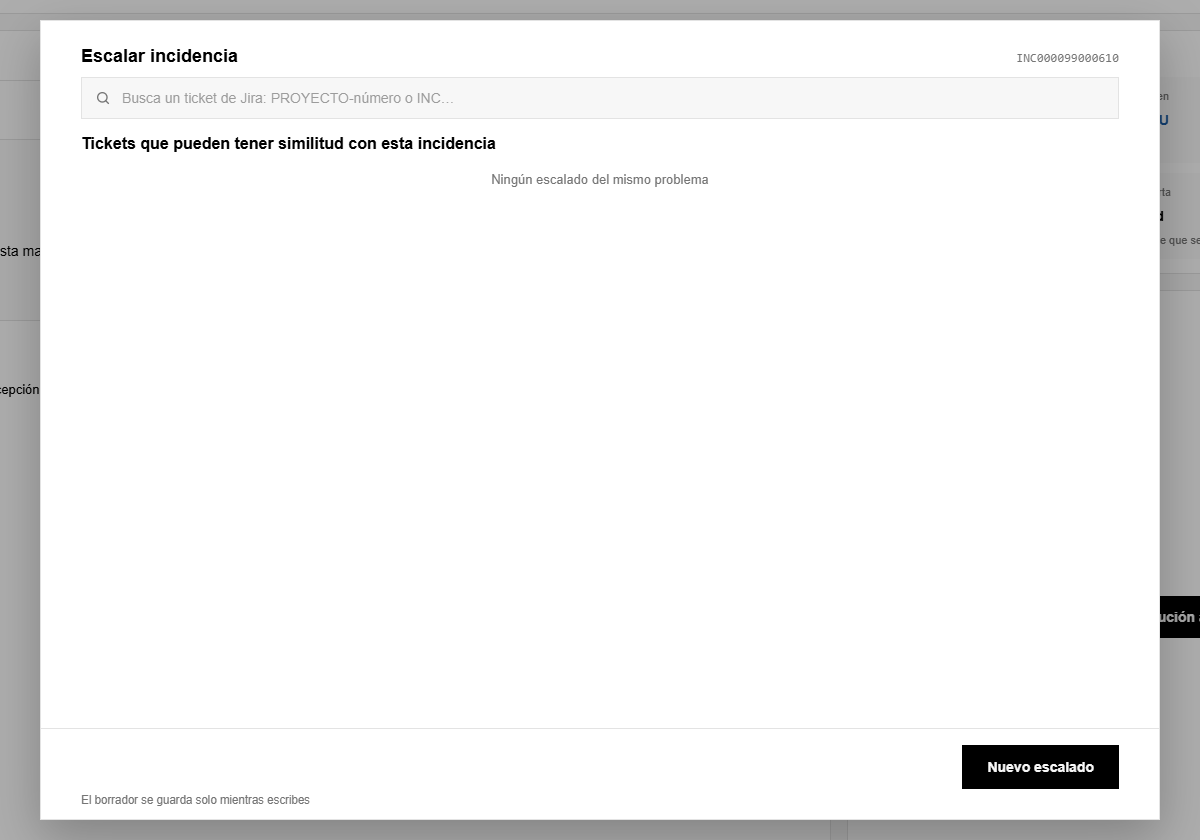 Escalar incidencia
INC000099000610
Busca un ticket de Jira: PROYECTO-número o INC…
Tickets que pueden tener similitud con esta incidencia
Ningún escalado del mismo problema
Nuevo escalado
El borrador se guarda solo mientras escribes